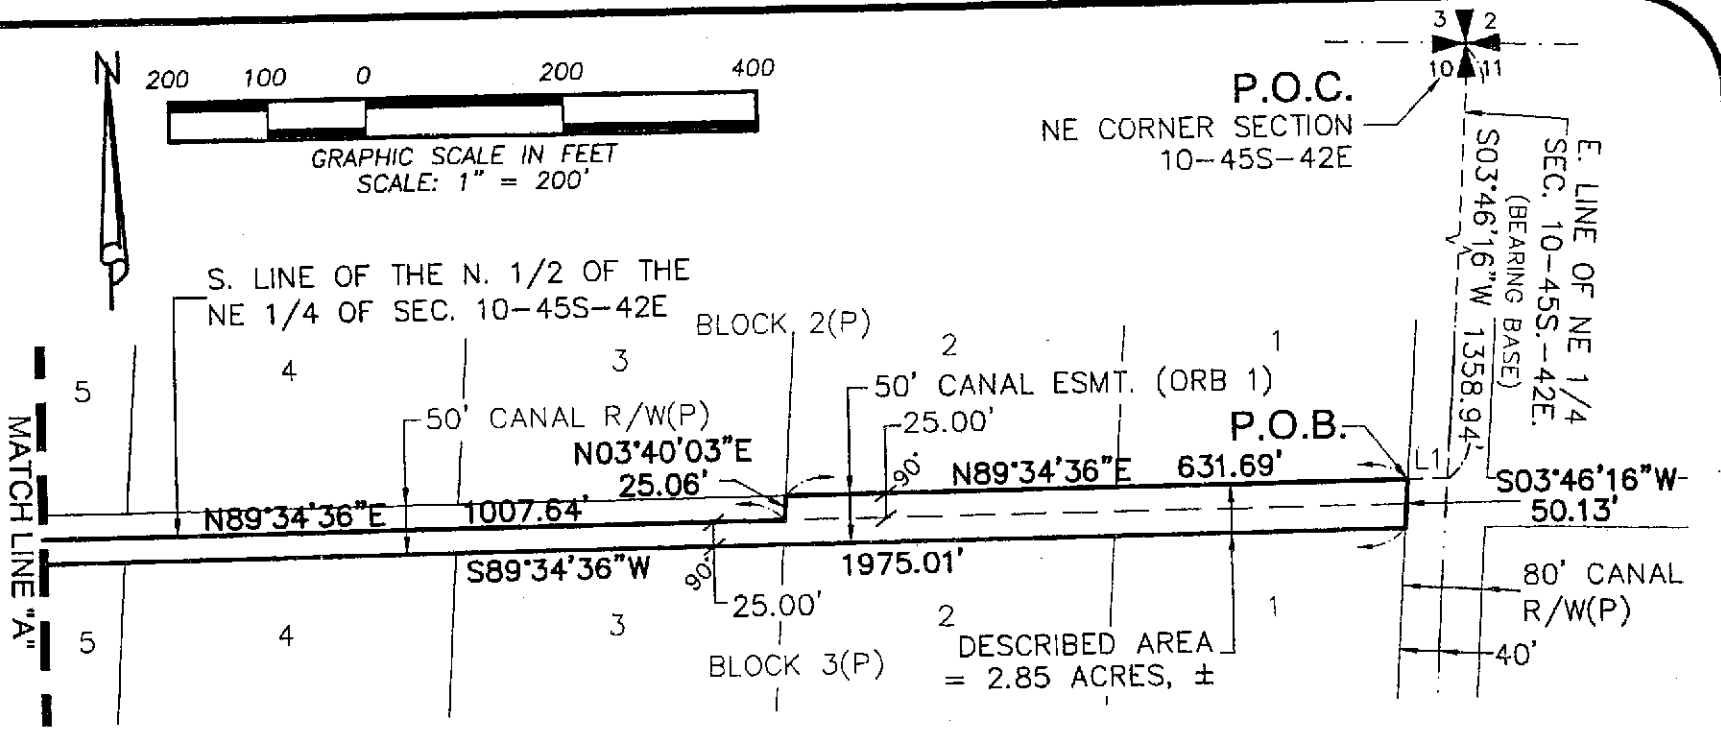 N
200 100 0 200 400
GRAPHIC SCALE IN FEET
SCALE: 1" = 200'
3 2
10 11
P.O.C.
NE CORNER SECTION
10-45S-42E
E. LINE OF NE 1/4
SEC. 10-45S.-42E.
(BEARING BASE)
S03°46'16"W 1358.94'
S. LINE OF THE N. 1/2 OF THE
NE 1/4 OF SEC. 10-45S-42E
BLOCK 2(P)
5 4 3 2 1
50' CANAL ESMT. (ORB 1)
50' CANAL R/W(P)
25.00'
P.O.B.
N03°40'03"E
25.06'
90°
N89°34'36"E 631.69'
L1
S03°46'16"W
50.13'
N89°34'36"E 1007.64'
S89°34'36"W 1975.01'
90°
25.00'
80' CANAL
R/W(P)
40'
5 4 3 2 1
BLOCK 3(P)
DESCRIBED AREA
= 2.85 ACRES, ±
MATCH LINE "A"